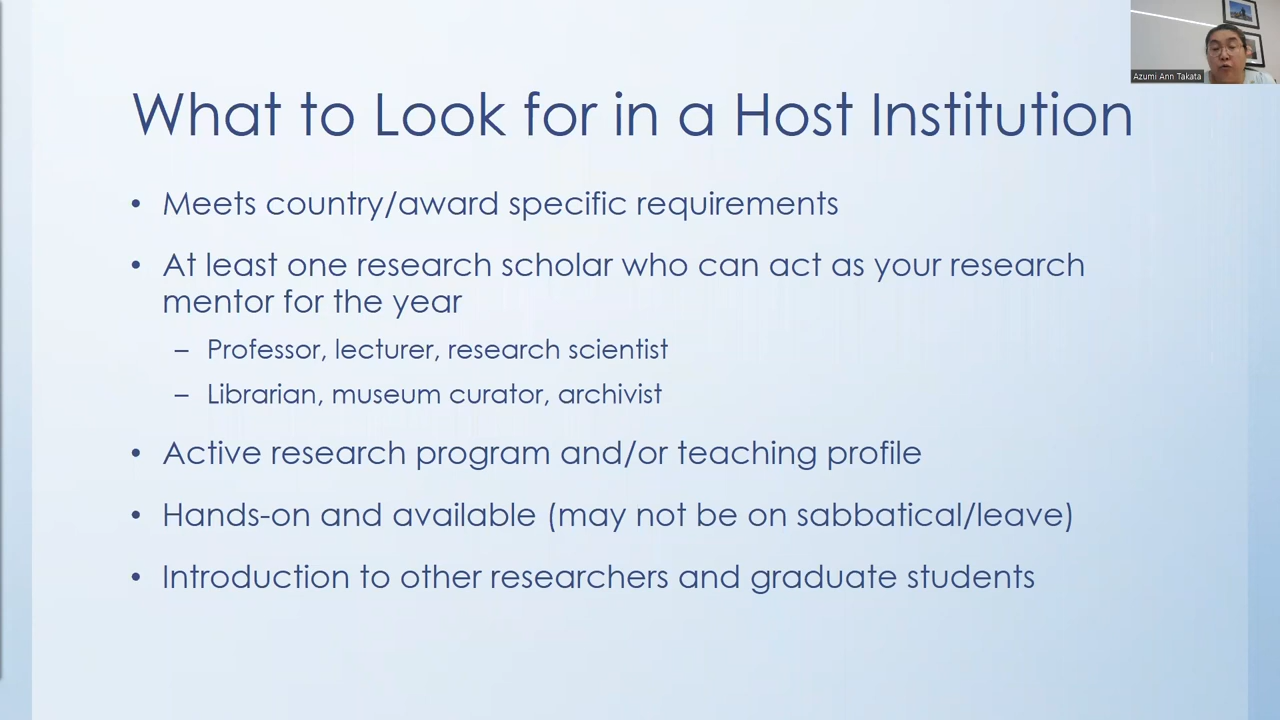 Azumi Ann Takata
What to Look for in a Host Institution
• Meets country/award specific requirements
• At least one research scholar who can act as your research
mentor for the year
– Professor, lecturer, research scientist
– Librarian, museum curator, archivist
• Active research program and/or teaching profile
• Hands-on and available (may not be on sabbatical/leave)
• Introduction to other researchers and graduate students